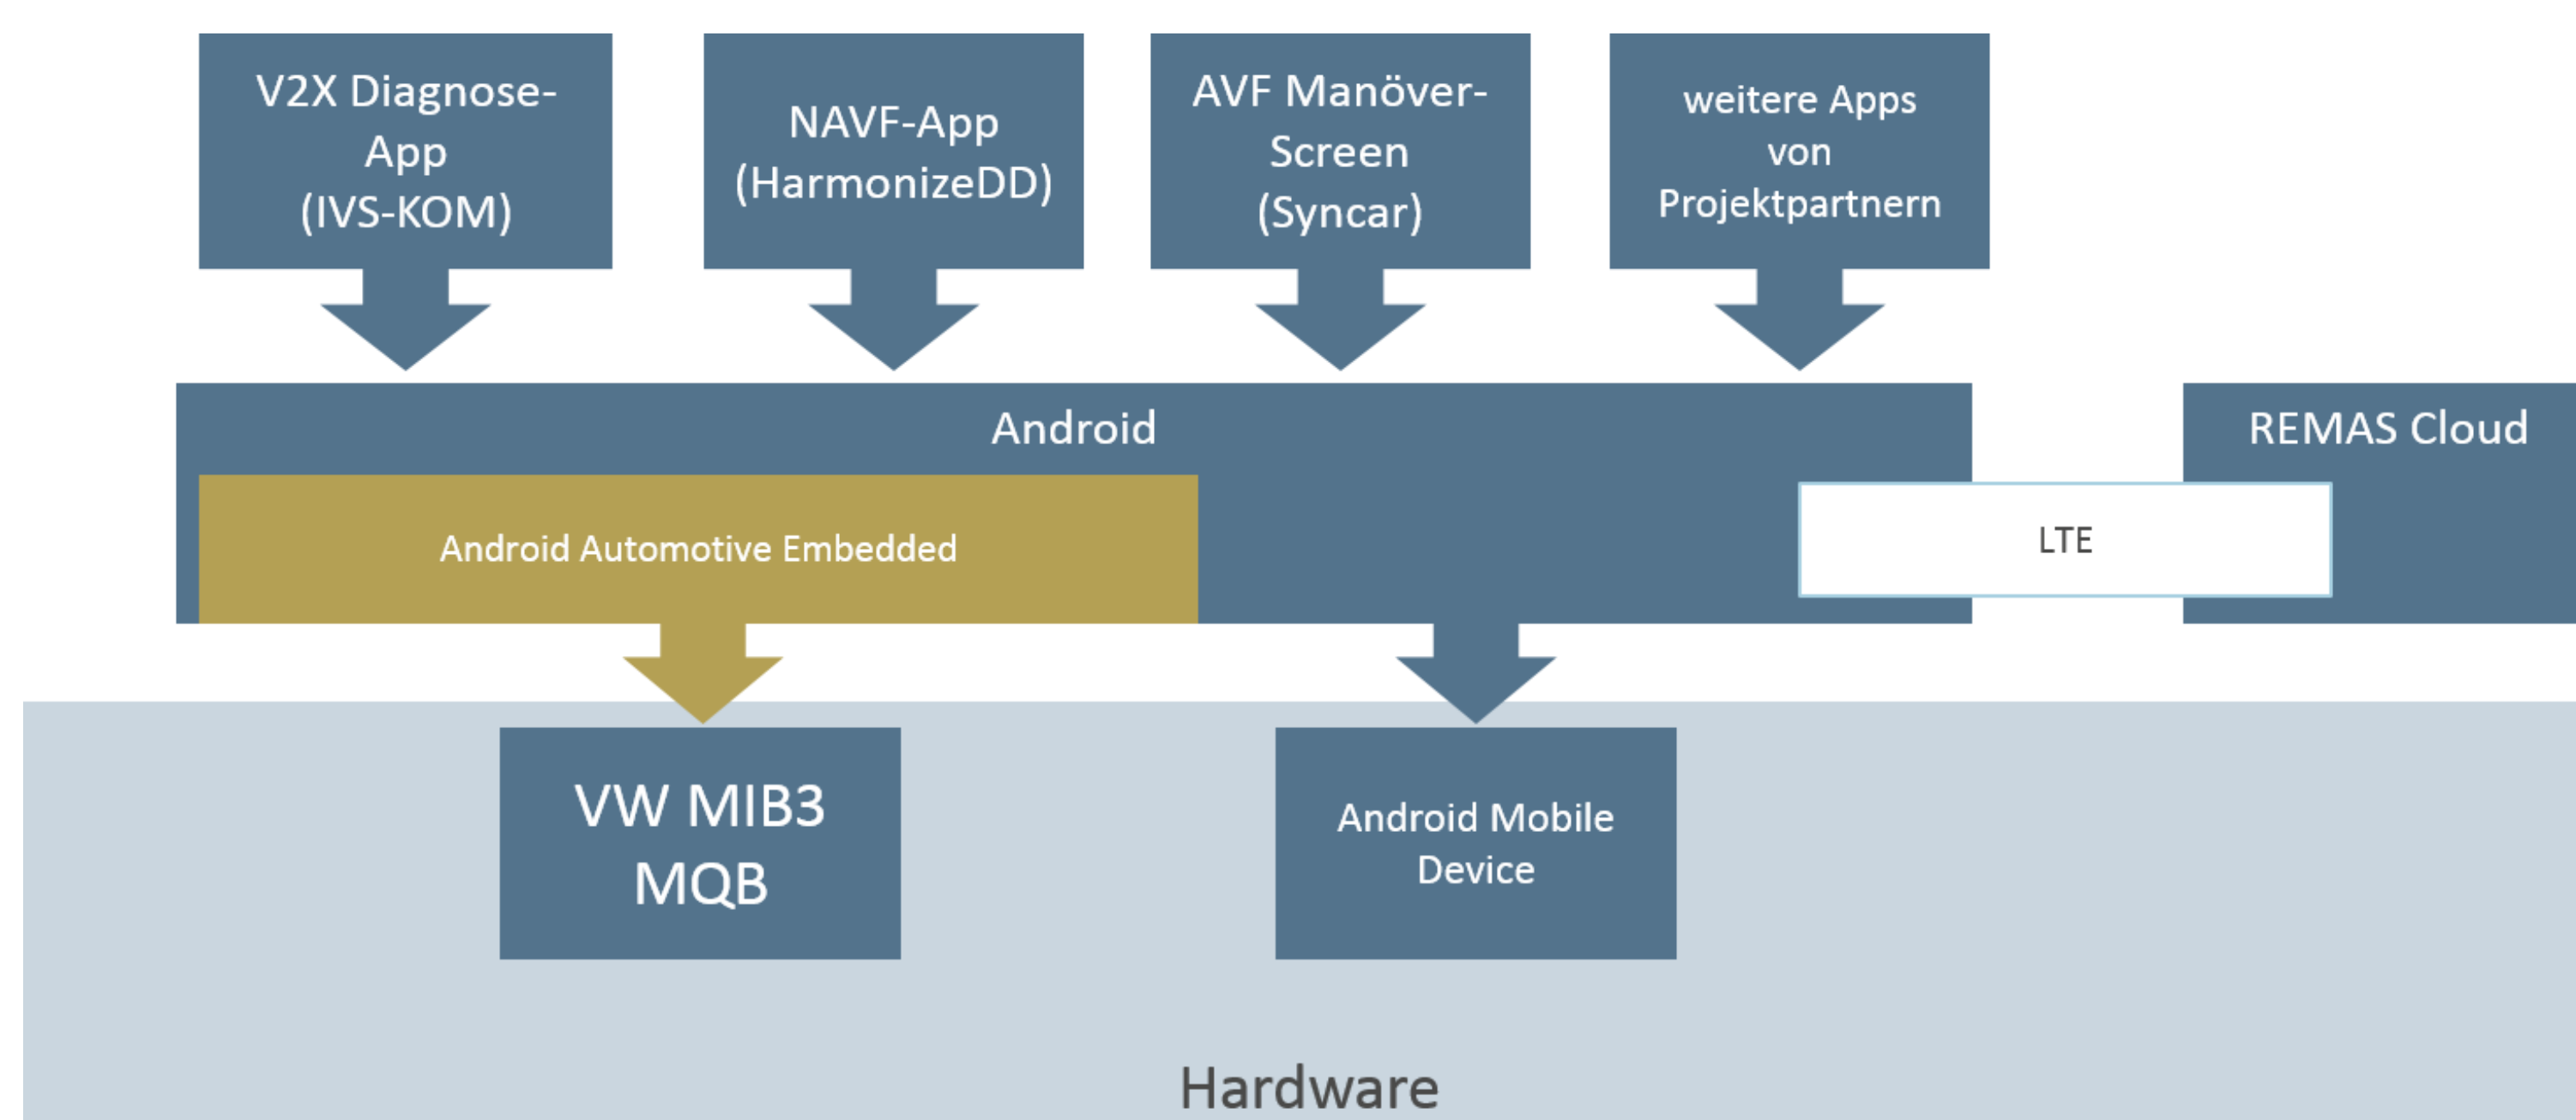 V2X Diagnose-
App
(IVS-KOM)
NAVF-App
(HarmonizeDD)
AVF Manöver-
Screen
(Syncar)
weitere Apps
von
Projektpartnern
Android
REMAS Cloud
Android Automotive Embedded
LTE
VW MIB3
MQB
Android Mobile
Device
Hardware